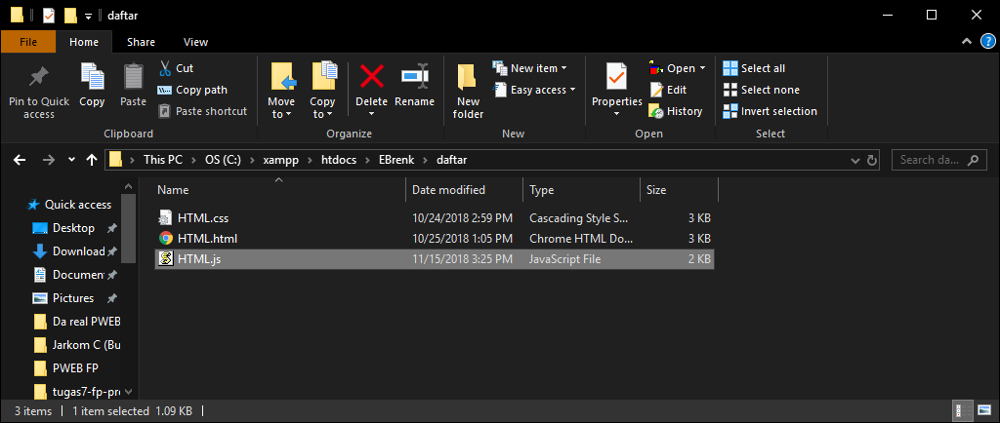 daftar
File Home Share View
Pin to Quick access
Copy
Paste
Cut
Copy path
Paste shortcut
Clipboard
Move to
Copy to
Delete
Rename
Organize
New folder
New item
Easy access
New
Properties
Open
Edit
History
Open
Select all
Select none
Invert selection
Select
This PC > OS (C:) > xampp > htdocs > EBrenk > daftar
Search da...
Name Date modified Type Size
HTML.css 10/24/2018 2:59 PM Cascading Style S... 3 KB
HTML.html 10/25/2018 1:05 PM Chrome HTML Do... 3 KB
HTML.js 11/15/2018 3:25 PM JavaScript File 2 KB
Quick access
Desktop
Download
Document
Pictures
Da real PWEB
Jarkom C (Bu
PWEB FP
tugas7-fp-pro
3 items 1 item selected 1.09 KB